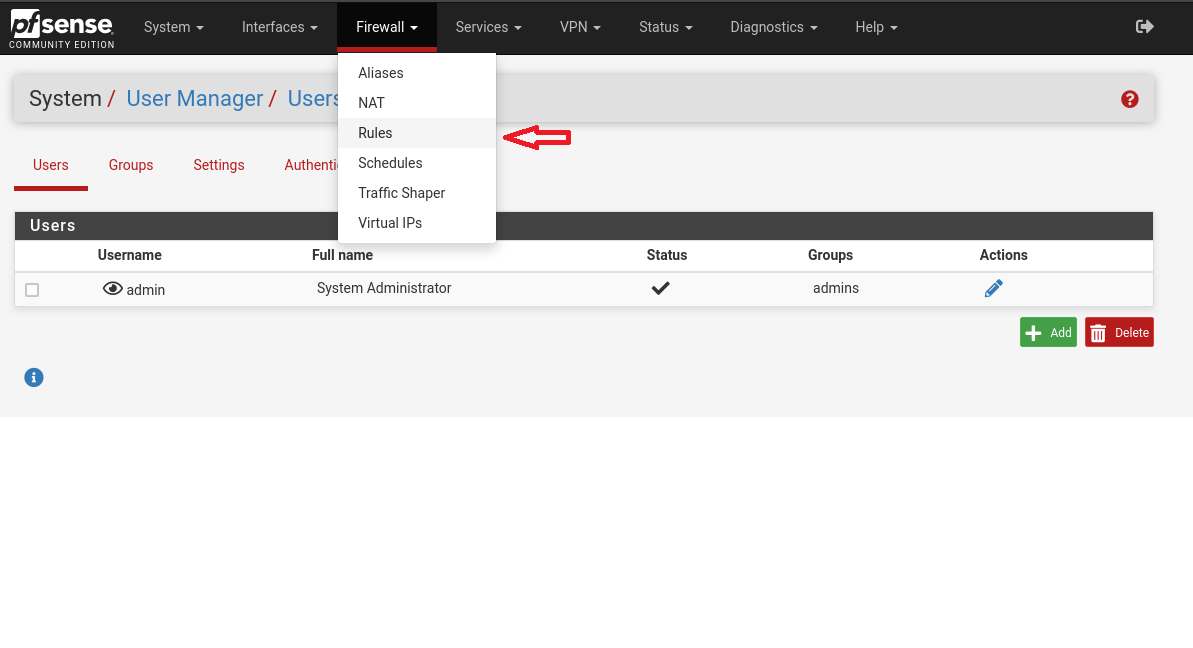 pfsense
COMMUNITY EDITION
System Interfaces Firewall Services VPN Status Diagnostics Help
Aliases
NAT
Rules
Schedules
Traffic Shaper
Virtual IPs
System / User Manager / Users
Users Groups Settings Authenti
Users
Username Full name Status Groups Actions
admin System Administrator admins
Add Delete